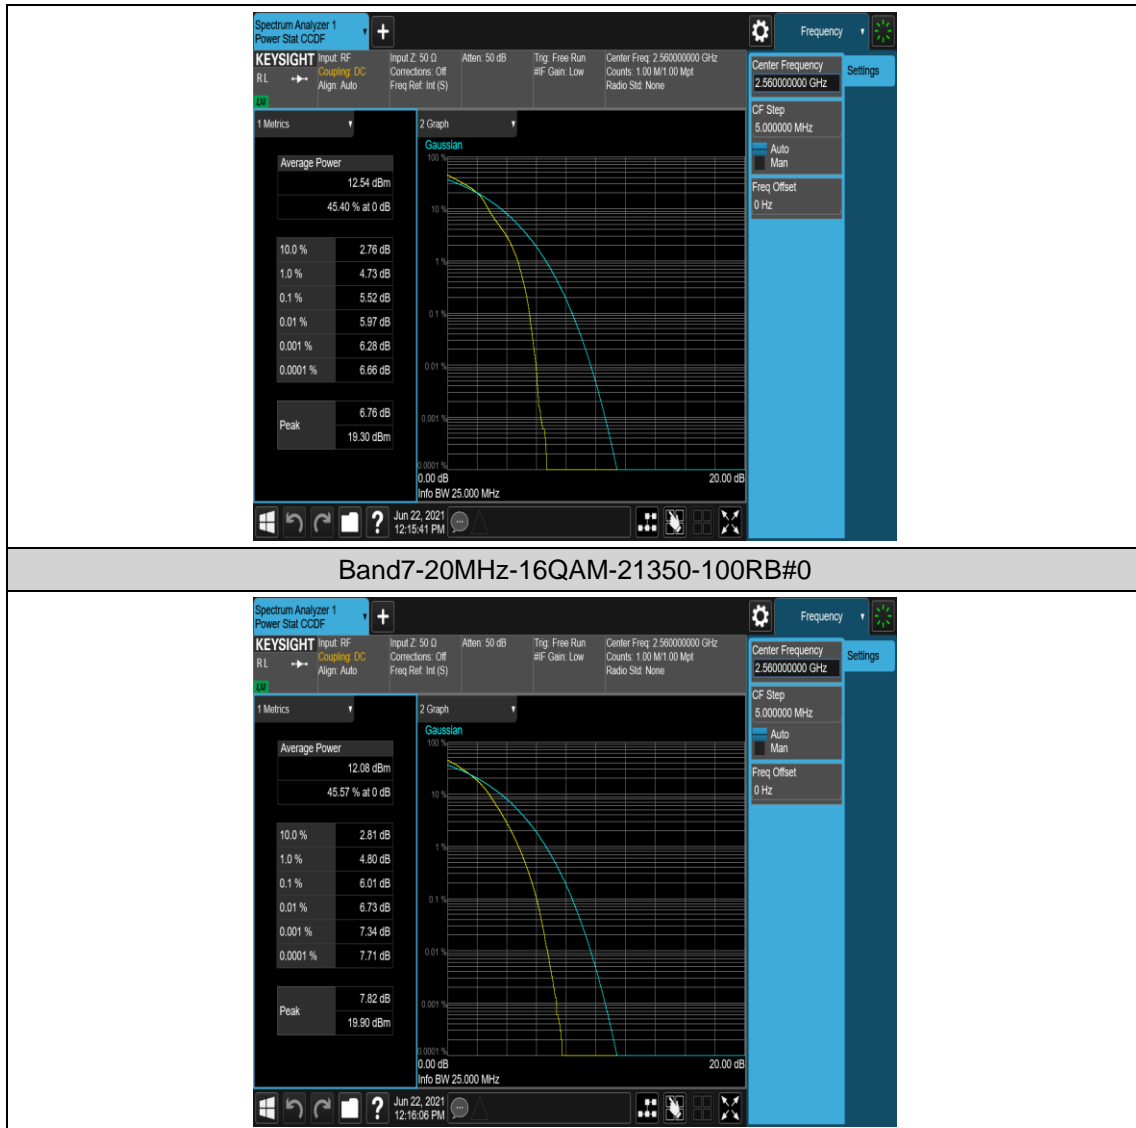 Spectrum Analyzer 1
Power Stat CCDF
+
Frequency
KEYSIGHT Input: RF Input Z: 50 Ω Atten: 50 dB Trig: Free Run Center Freq: 2.560000000 GHz
RL Coupling: DC Corrections: Off #IF Gain: Low Counts: 1.00 M/1.00 Mpt
Align: Auto Freq Ref: Int (S) Radio Std: None
LXI
Center Frequency
2.560000000 GHz
Settings
CF Step
5.000000 MHz
Auto
Man
Freq Offset
0 Hz
1 Metrics
2 Graph
Average Power
12.54 dBm
45.40 % at 0 dB
10.0 % 2.76 dB
1.0 % 4.73 dB
0.1 % 5.52 dB
0.01 % 5.97 dB
0.001 % 6.28 dB
0.0001 % 6.66 dB
Peak 6.76 dB
19.30 dBm
Gaussian
100 %
10 %
1 %
0.1 %
0.01 %
0.001 %
0.0001 %
0.00 dB 20.00 dB
Info BW 25.000 MHz
? Jun 22, 2021
12:15:41 PM
Band7-20MHz-16QAM-21350-100RB#0
Spectrum Analyzer 1
Power Stat CCDF
+
Frequency
KEYSIGHT Input: RF Input Z: 50 Ω Atten: 50 dB Trig: Free Run Center Freq: 2.560000000 GHz
RL Coupling: DC Corrections: Off #IF Gain: Low Counts: 1.00 M/1.00 Mpt
Align: Auto Freq Ref: Int (S) Radio Std: None
LXI
Center Frequency
2.560000000 GHz
Settings
CF Step
5.000000 MHz
Auto
Man
Freq Offset
0 Hz
1 Metrics
2 Graph
Average Power
12.08 dBm
45.57 % at 0 dB
10.0 % 2.81 dB
1.0 % 4.80 dB
0.1 % 6.01 dB
0.01 % 6.73 dB
0.001 % 7.34 dB
0.0001 % 7.71 dB
Peak 7.82 dB
19.90 dBm
Gaussian
100 %
10 %
1 %
0.1 %
0.01 %
0.001 %
0.0001 %
0.00 dB 20.00 dB
Info BW 25.000 MHz
? Jun 22, 2021
12:16:06 PM